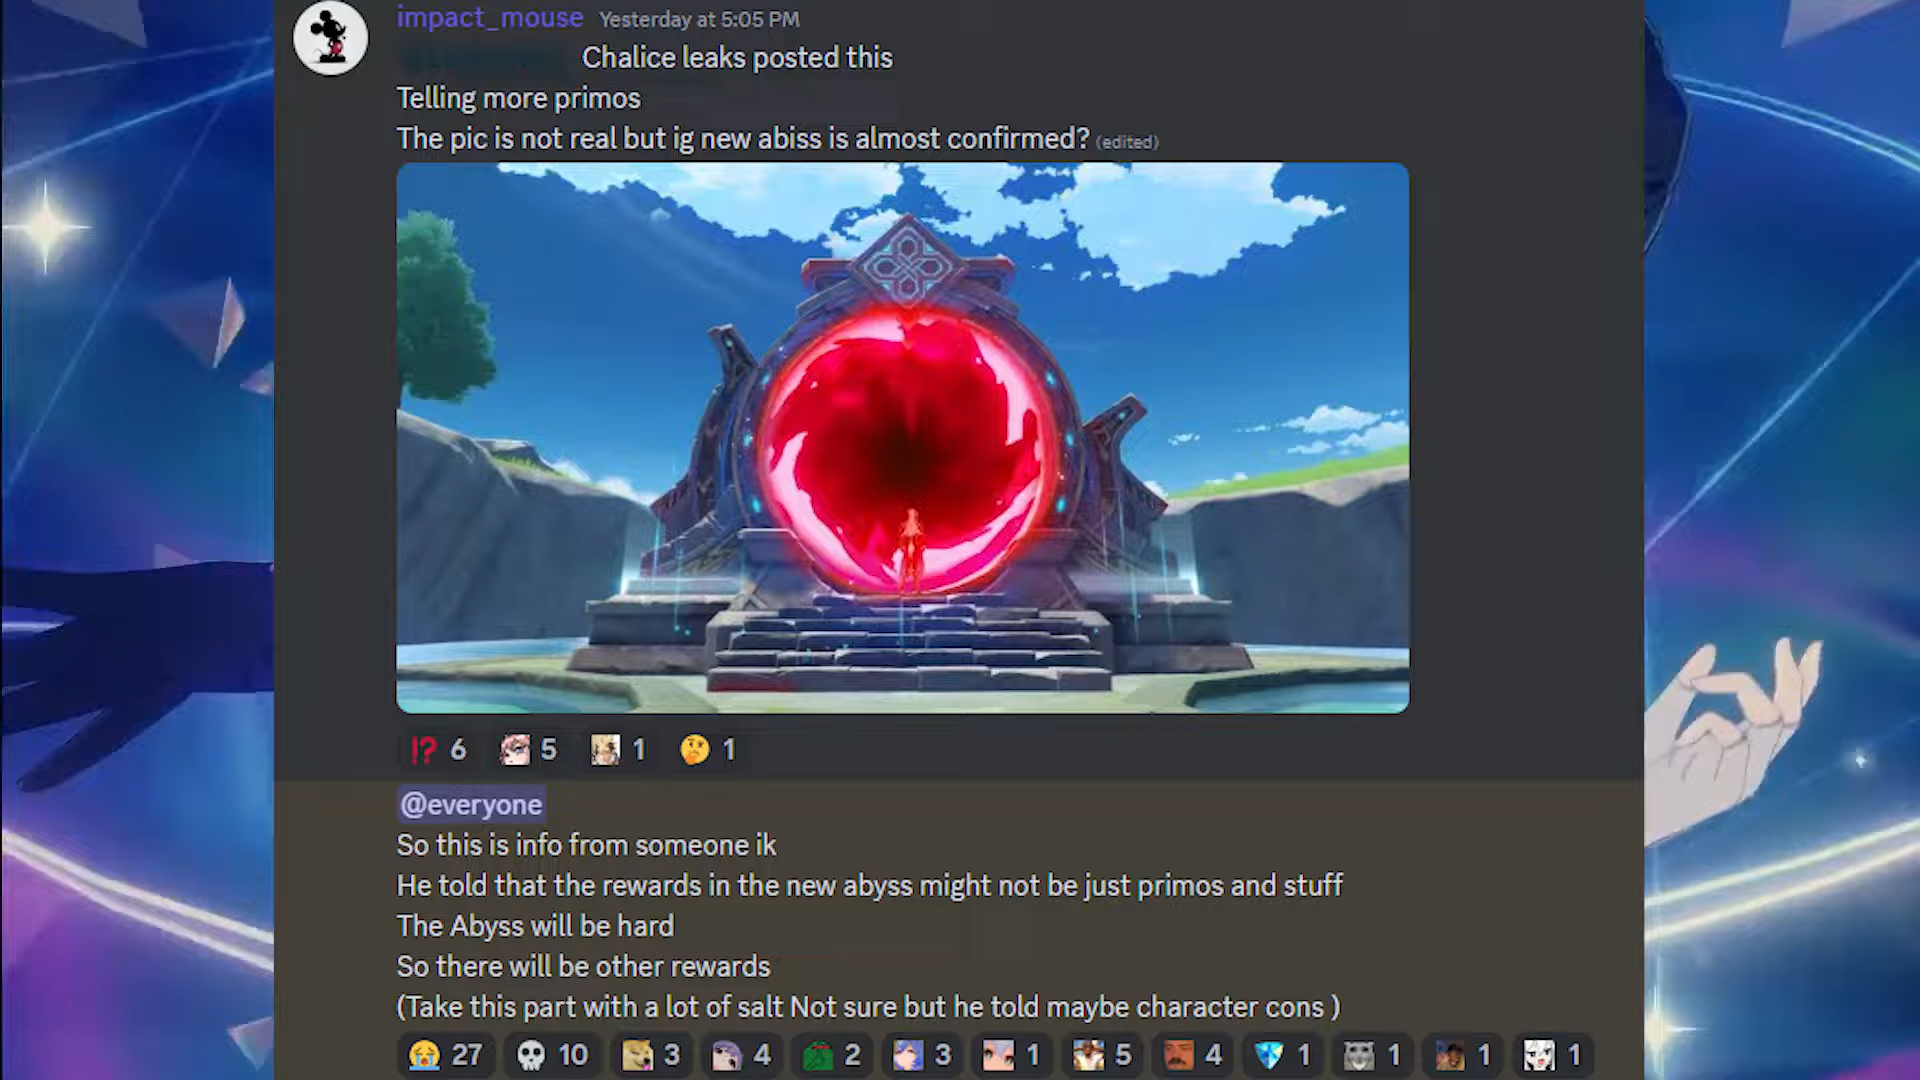 impact_mouse Yesterday at 5:05 PM
Chalice leaks posted this
Telling more primos
The pic is not real but ig new abiss is almost confirmed? (edited)
⁉ 6 5 1 🤔 1
@everyone
So this is info from someone ik
He told that the rewards in the new abyss might not be just primos and stuff
The Abyss will be hard
So there will be other rewards
(Take this part with a lot of salt Not sure but he told maybe character cons )
😭 27 💀 10 3 4 2 3 1 5 4 1 1 1 1